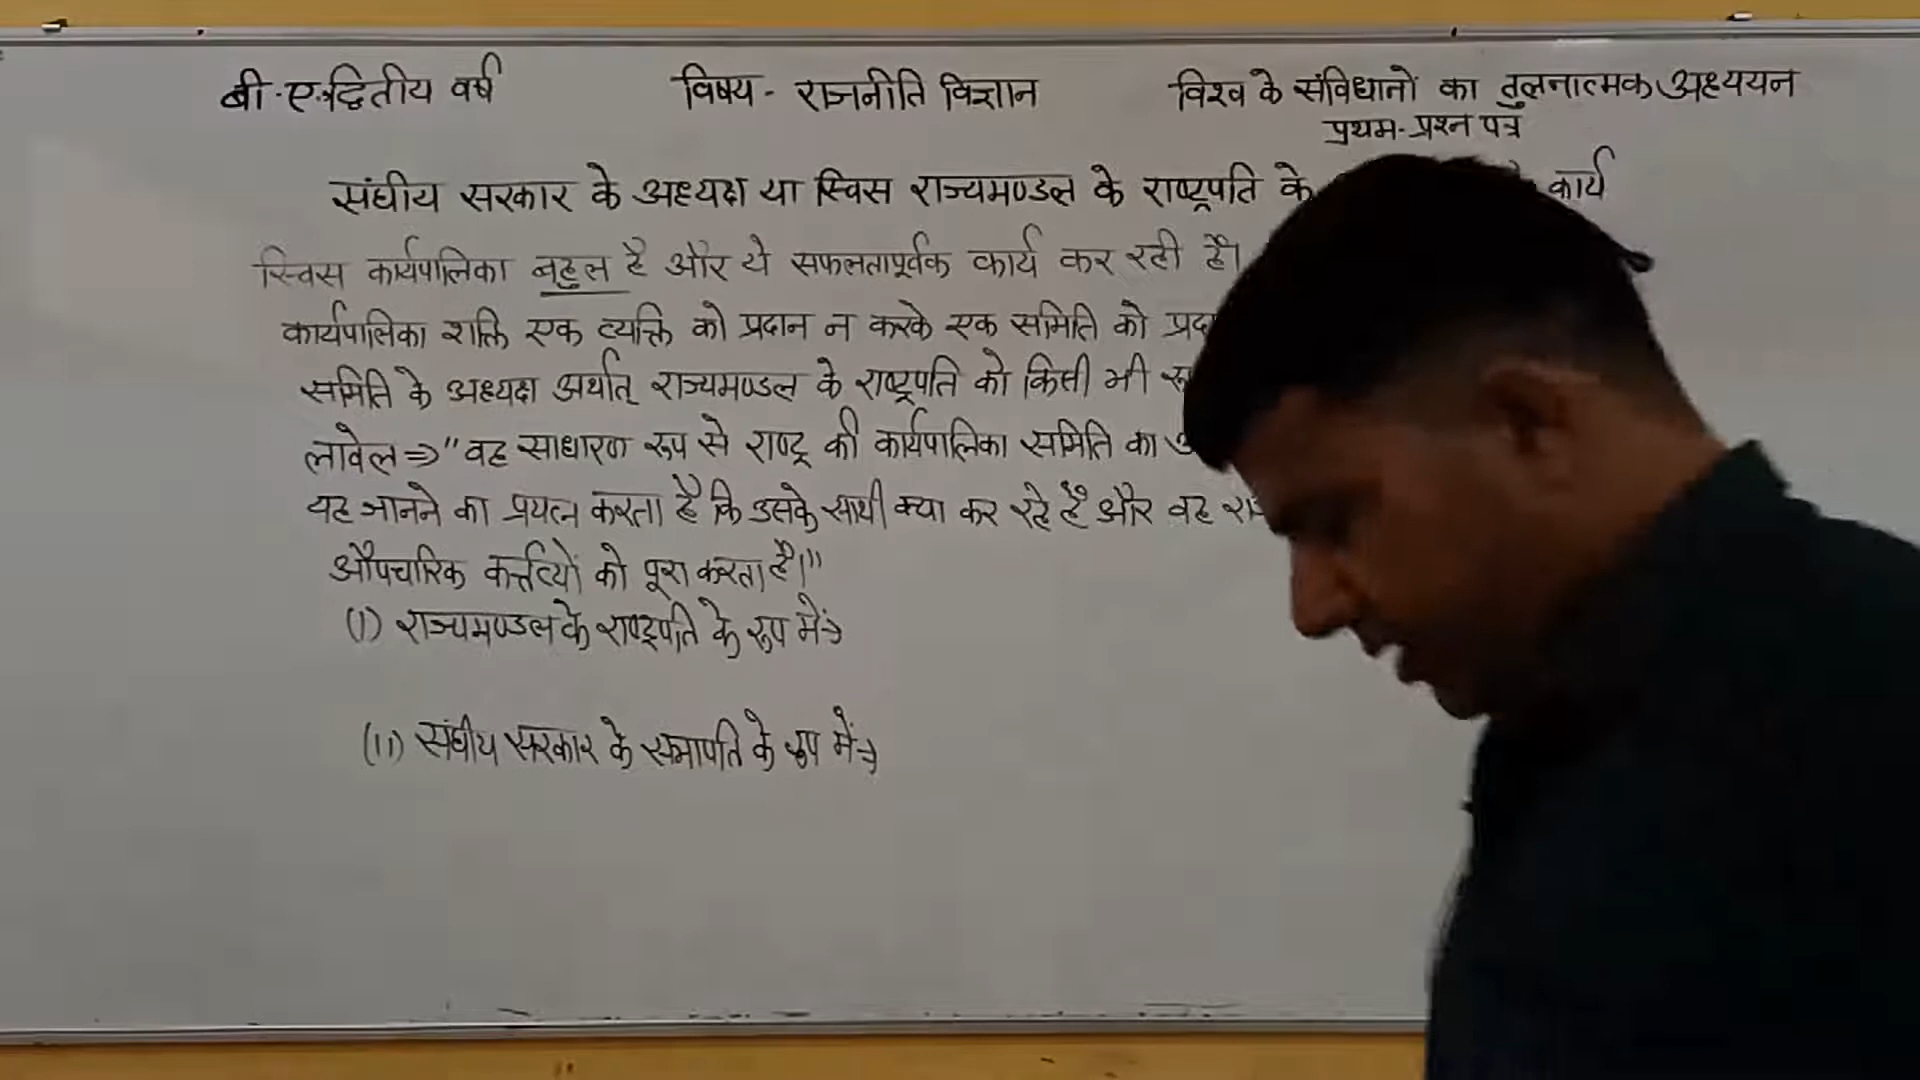 बी.ए.द्वितीय वर्ष विषय - राजनीति विज्ञान विश्व के संविधानों का तुलनात्मक अध्ययन
प्रथम-प्रश्न पत्र
संघीय सरकार के अध्यक्ष या स्विस राज्यमण्डल के राष्ट्रपति के कार्य
स्विस कार्यपालिका बहुल है और ये सफलतापूर्वक कार्य कर रही है।
कार्यपालिका शक्ति एक व्यक्ति को प्रदान न करके एक समिति को
समिति के अध्यक्ष अर्थात् राज्यमण्डल के राष्ट्रपति को किसी भी
लावेल => "वह साधारण रूप से राष्ट्र की कार्यपालिका समिति का
यह जानने का प्रयत्न करता है कि उसके साथी क्या कर रहे हैं और वह
औपचारिक कर्त्तव्यों को पूरा करता है।"
(i) राज्यमण्डल के राष्ट्रपति के रूप में→
(ii) संघीय सरकार के सभापति के रूप में→